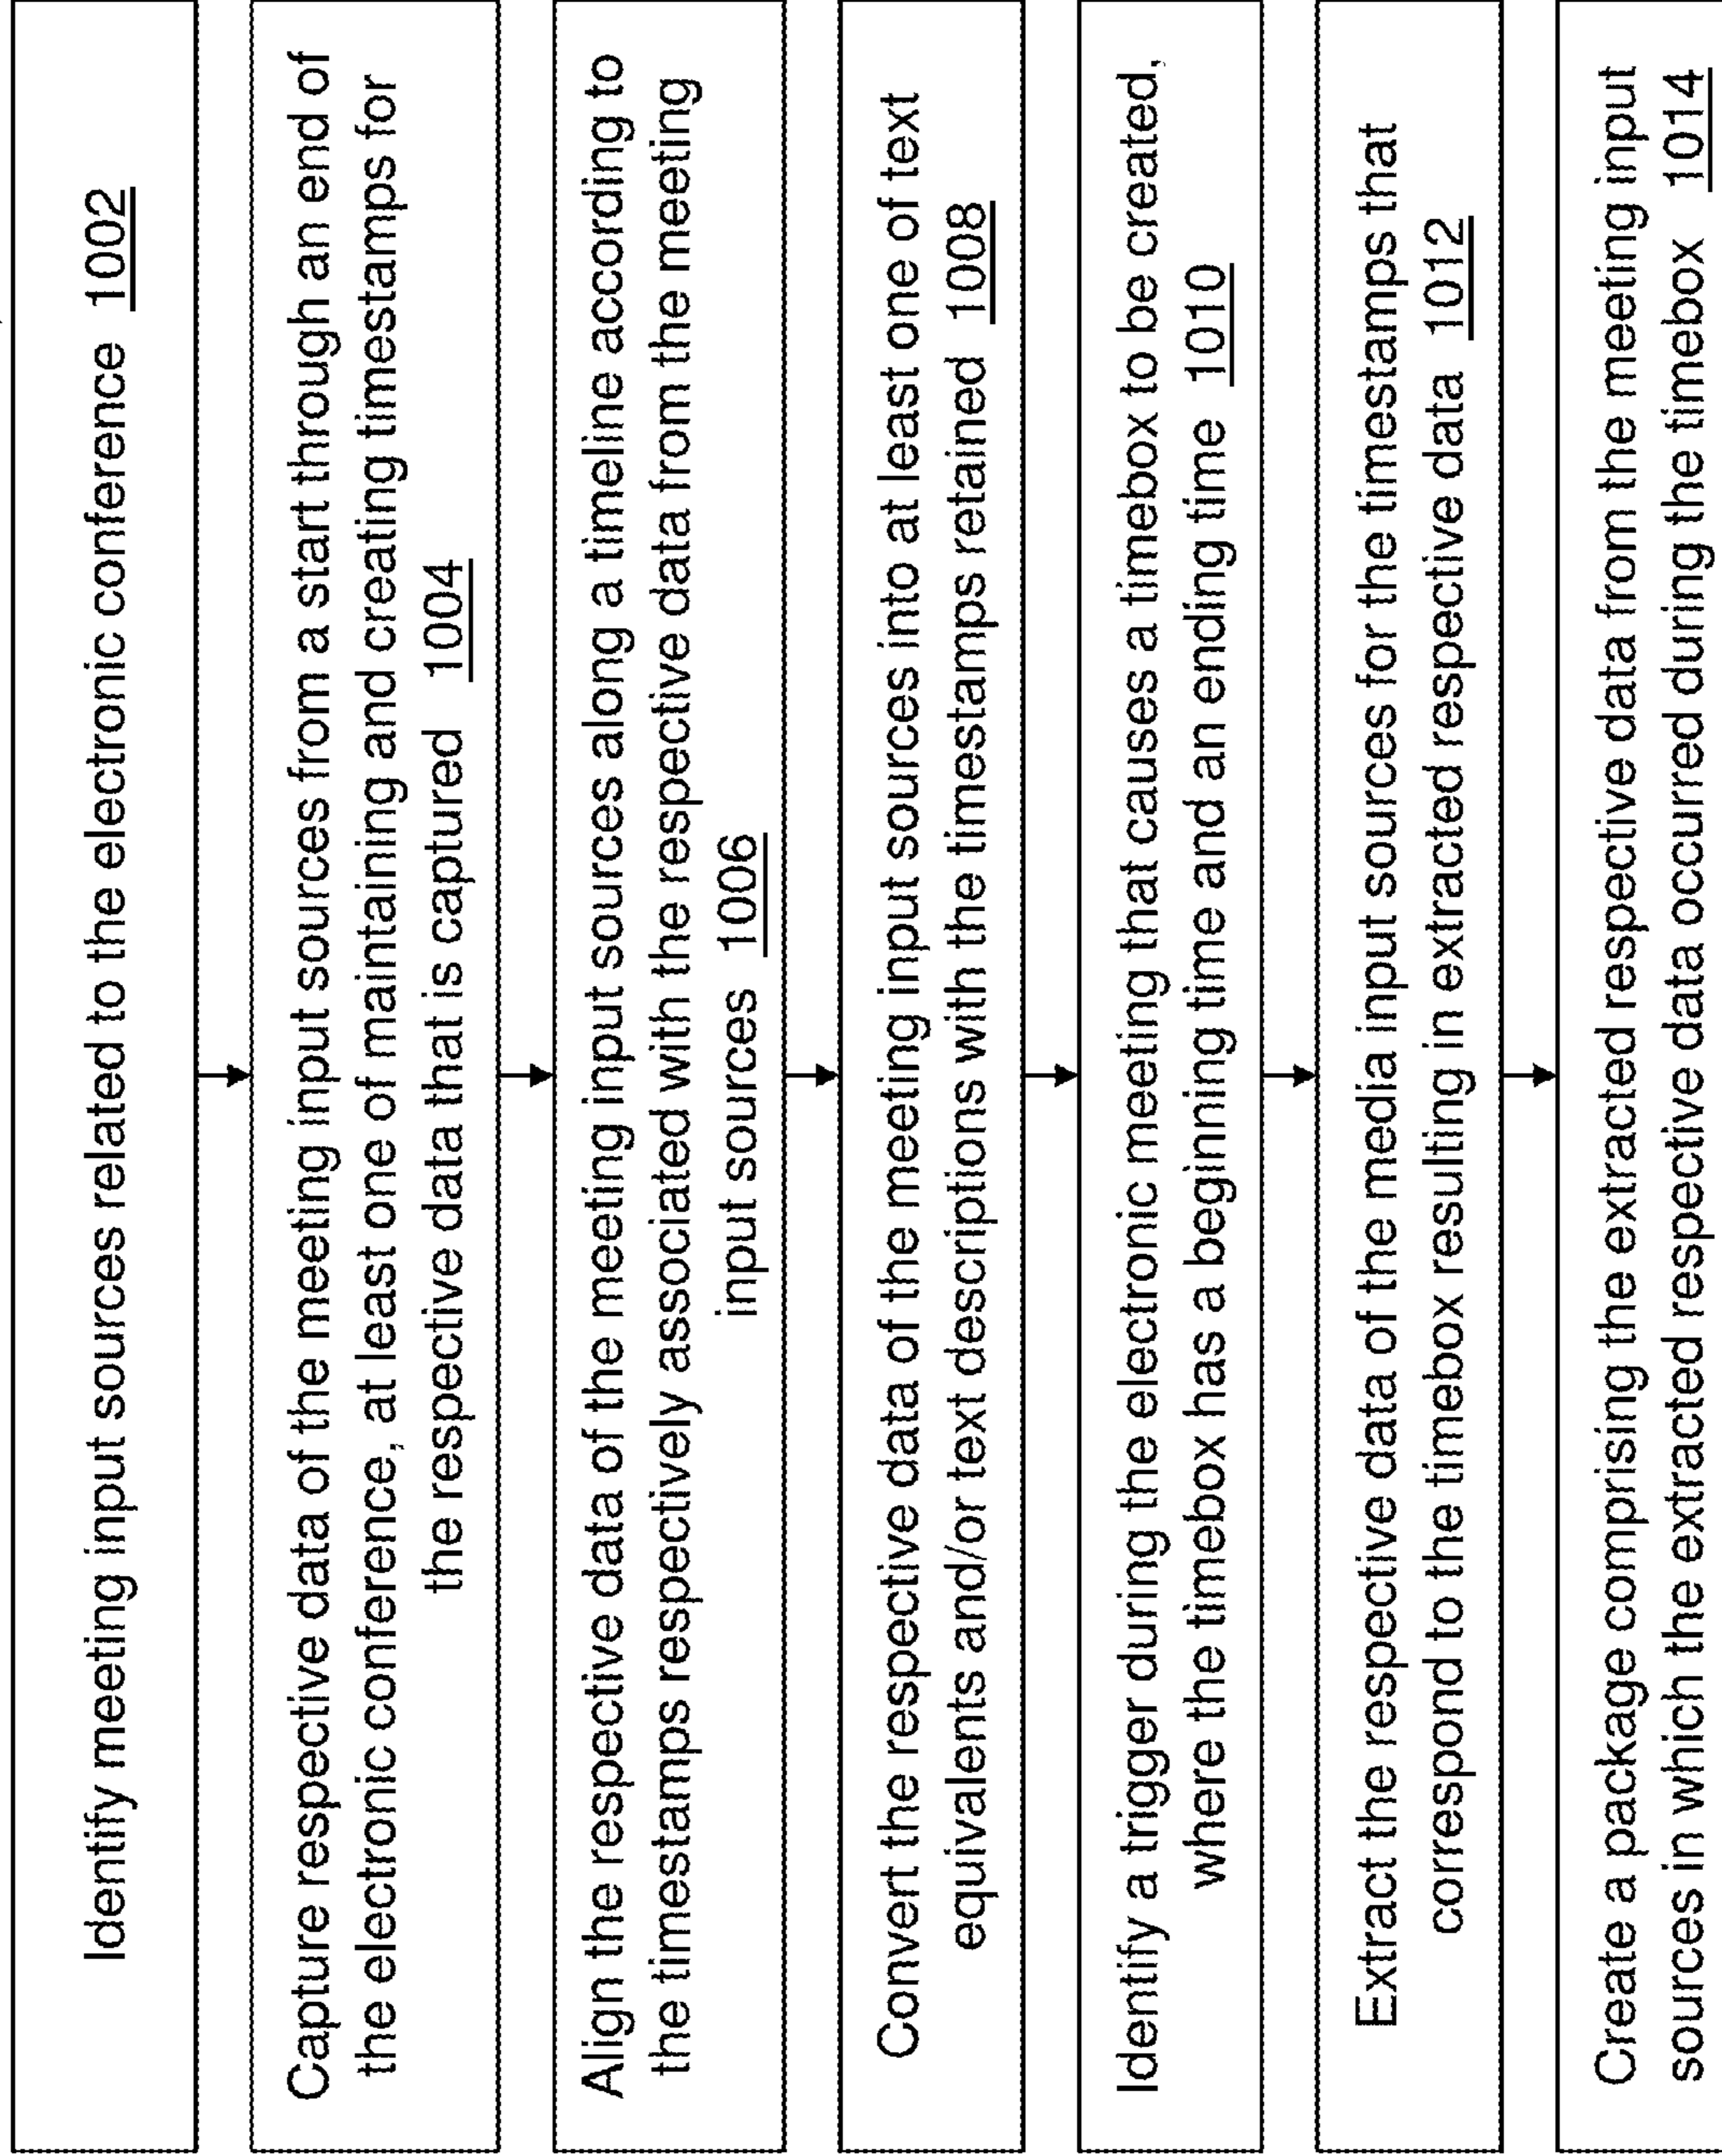 Identify meeting input sources related to the electronic conference 1002
Capture respective data of the meeting input sources from a start through an end of
the electronic conference, at least one of maintaining and creating timestamps for
the respective data that is captured 1004
Align the respective data of the meeting input sources along a timeline according to
the timestamps respectively associated with the respective data from the meeting
input sources 1006
Convert the respective data of the meeting input sources into at least one of text
equivalents and/or text descriptions with the timestamps retained 1008
Identify a trigger during the electronic meeting that causes a timebox to be created,
where the timebox has a beginning time and an ending time 1010
Extract the respective data of the media input sources for the timestamps that
correspond to the timebox resulting in extracted respective data 1012
Create a package comprising the extracted respective data from the meeting input
sources in which the extracted respective data occurred during the timebox 1014